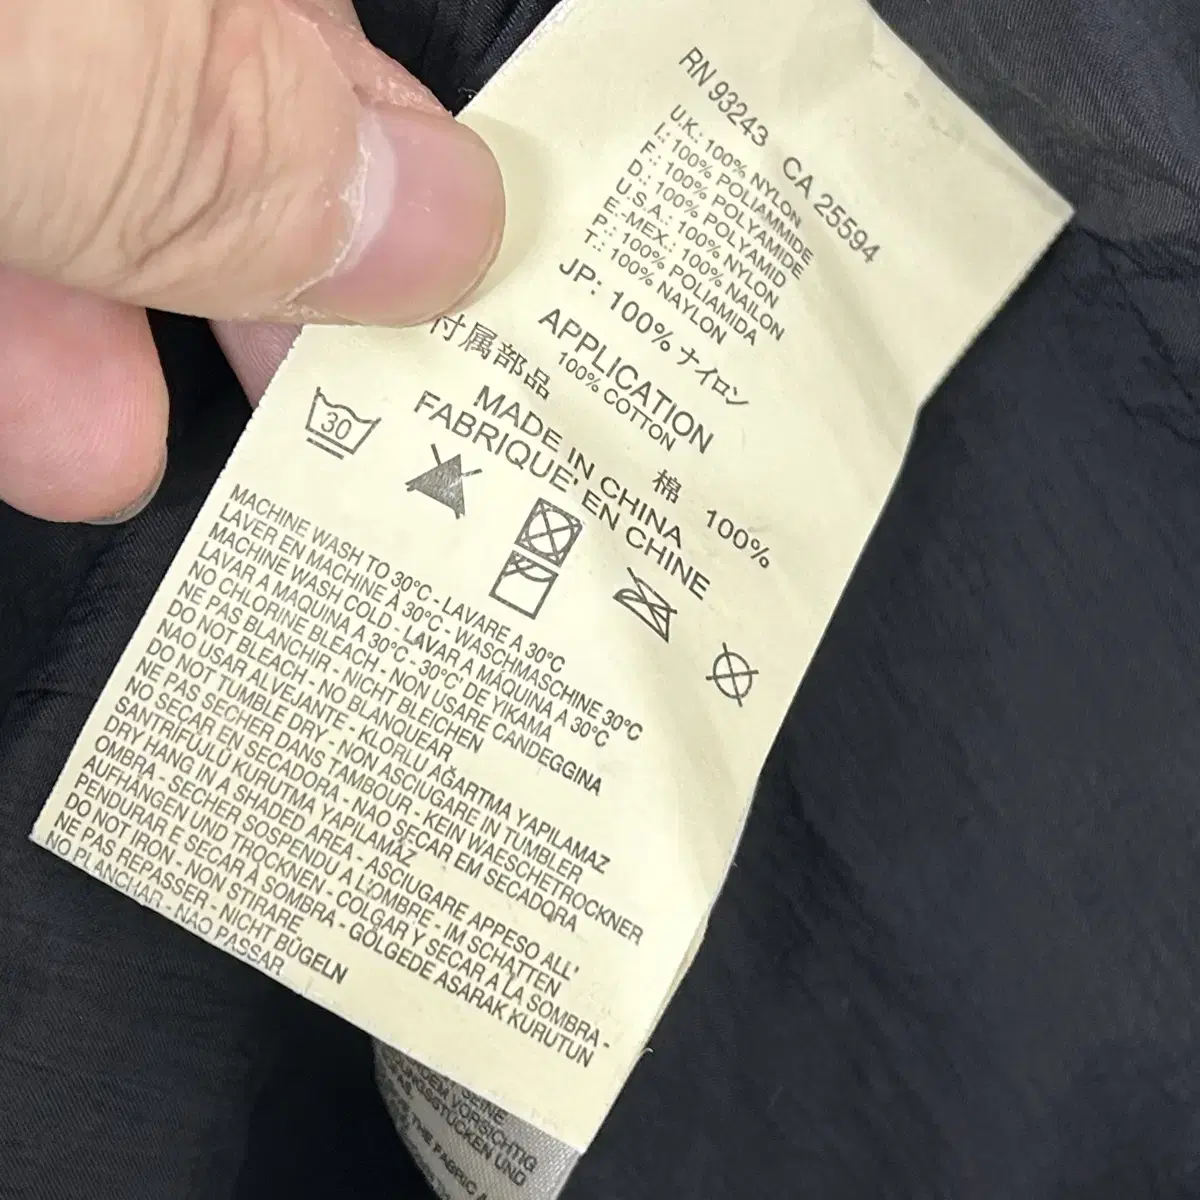 RN 93243 CA 25594
U.K.: 100% NYLON
I.: 100% POLIAMMIDE
F.: 100% POLYAMIDE
D.: 100% POLYAMID
U.S.A.: 100% NYLON
E.-MEX.: 100% NAILON
P.: 100% POLIAMIDA
T.: 100% NAYLON
JP: 100% ナイロン
APPLICATION
100% COTTON
付属部品 棉 100%
MADE IN CHINA
FABRIQUE' EN CHINE
30
MACHINE WASH TO 30°C - LAVARE A 30°C
LAVER EN MACHINE À 30°C - WASCHMASCHINE 30°C
MACHINE WASH COLD - LAVAR A MÁQUINA À 30°C
LAVAR A MAQUINA A 30°C - 30°C' DE YIKAMA
NO CHLORINE BLEACH - NON USARE CANDEGGINA
NE PAS BLANCHIR - NICHT BLEICHEN
DO NOT BLEACH - NO BLANQUEAR
NAO USAR ALVEJANTE - KLORLU AĞARTMA YAPILAMAZ
DO NOT TUMBLE DRY - NON ASCIUGARE IN TUMBLER
NE PAS SECHER DANS TAMBOUR - KEIN WAESCHETROCKNER
NO SECAR EN SECADORA - NAO SECAR EM SECADORA
SANTRIFÜJLÜ KURUTMA YAPILAMAZ
DRY HANG IN A SHADED AREA - ASCIUGARE APPESO ALL'
OMBRA - SECHER SOSPENDU A L'OMBRE - IM SCHATTEN
AUFHÄNGEN UND TROCKNEN - COLGAR Y SECAR A LA SOMBRA -
PENDURAR E SECAR Á SOMBRA - GÖLGEDE ASARAK KURUTUN
DO NOT IRON - NON STIRARE
NE PAS REPASSER - NICHT BÜGELN
NO PLANCHAR - NAO PASSAR
SEINE
VORSICHTIG
UNGSSTÜCKEN UND
THE FABRIC